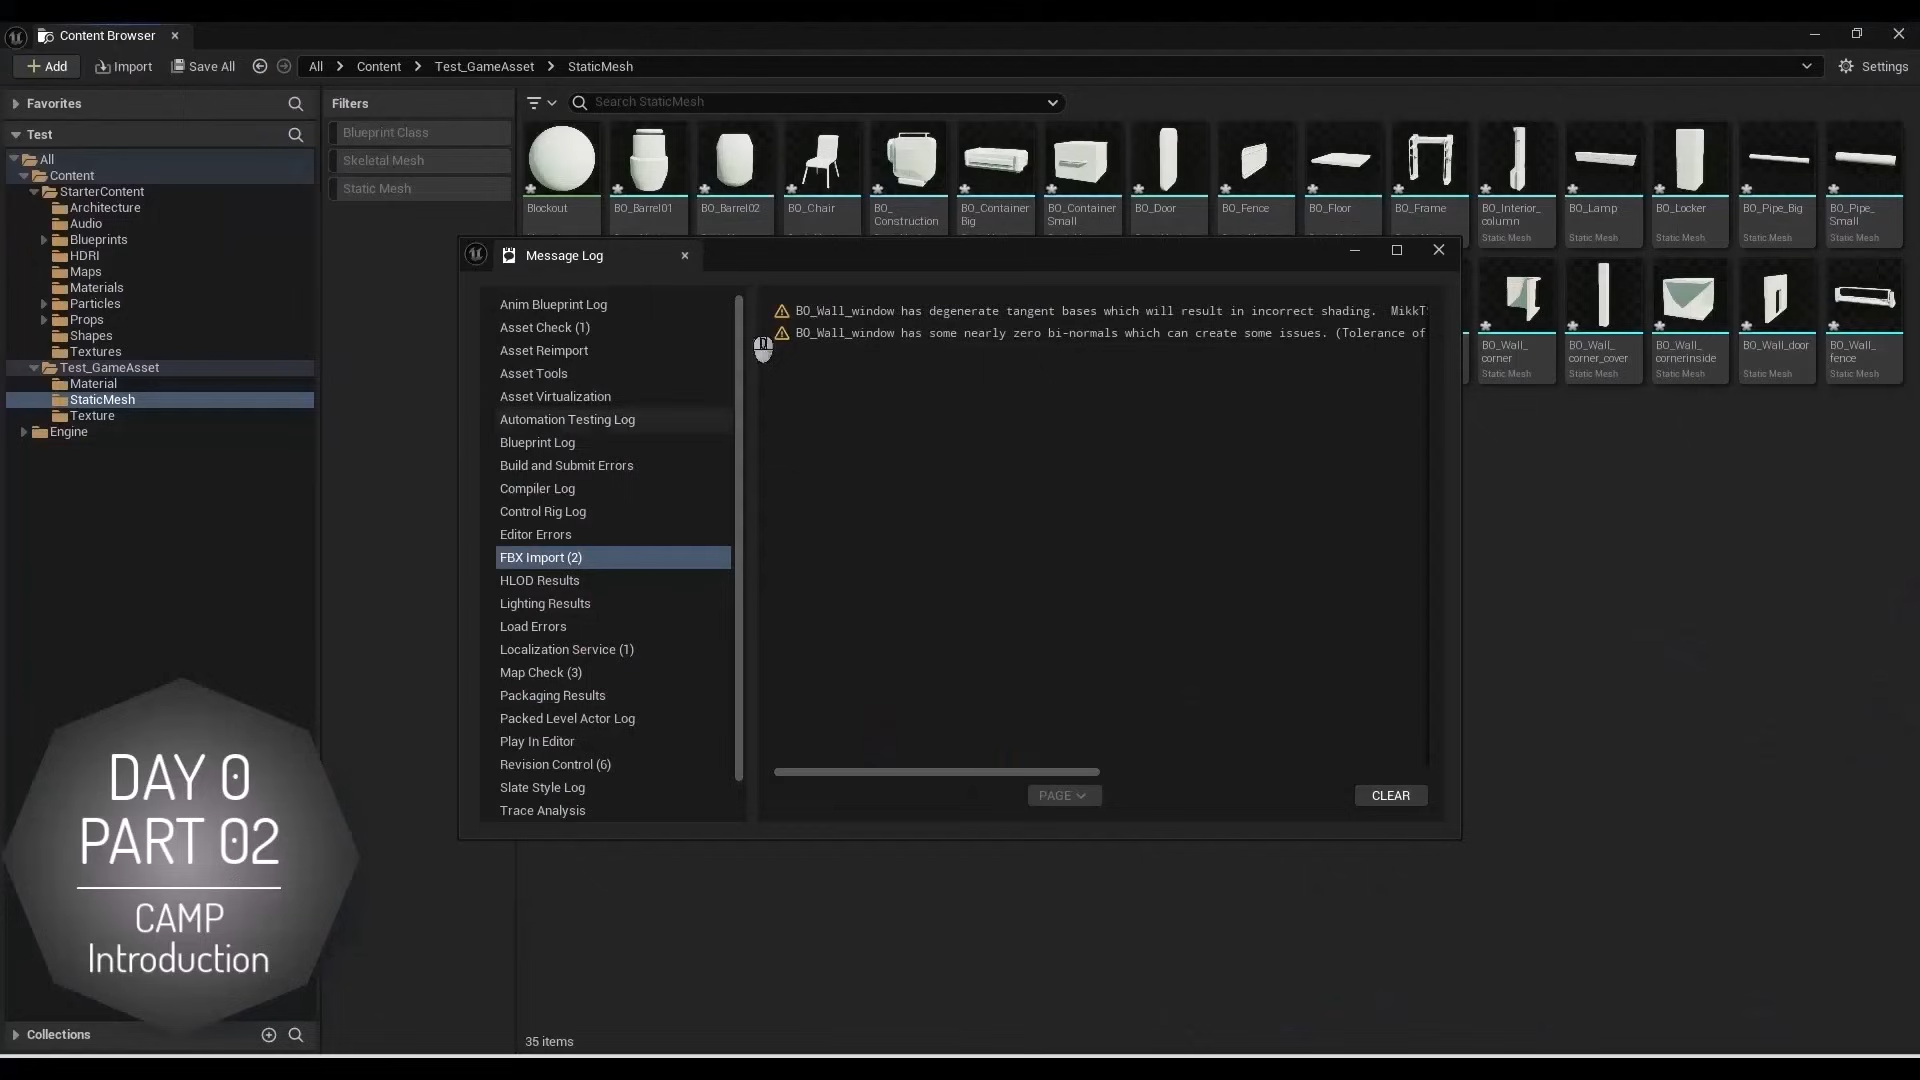 Content Browser
Add
Import
Save All
All
Content
Test_GameAsset
StaticMesh
Settings
Favorites
Test
All
Content
StarterContent
Architecture
Audio
Blueprints
HDRI
Maps
Materials
Particles
Props
Shapes
Textures
Test_GameAsset
Material
StaticMesh
Texture
Engine
Collections
Filters
Blueprint Class
Skeletal Mesh
Static Mesh
Search StaticMesh
Blockout
BO_Barrel01
BO_Barrel02
BO_Chair
BO_
Construction
BO_Container
Big
BO_Container
Small
BO_Door
BO_Fence
BO_Floor
BO_Frame
BO_Interior_
column
Static Mesh
BO_Lamp
Static Mesh
BO_Locker
Static Mesh
BO_Pipe_Big
Static Mesh
BO_Pipe_
Small
Static Mesh
BO_Wall_
corner
Static Mesh
BO_Wall_
corner_cover
Static Mesh
BO_Wall_
cornerinside
Static Mesh
BO_Wall_door
Static Mesh
BO_Wall_
fence
Static Mesh
Message Log
Anim Blueprint Log
Asset Check (1)
Asset Reimport
Asset Tools
Asset Virtualization
Automation Testing Log
Blueprint Log
Build and Submit Errors
Compiler Log
Control Rig Log
Editor Errors
FBX Import (2)
HLOD Results
Lighting Results
Load Errors
Localization Service (1)
Map Check (3)
Packaging Results
Packed Level Actor Log
Play In Editor
Revision Control (6)
Slate Style Log
Trace Analysis
BO_Wall_window has degenerate tangent bases which will result in incorrect shading. MikkT
BO_Wall_window has some nearly zero bi-normals which can create some issues. (Tolerance of
PAGE
CLEAR
35 items
DAY 0
PART 02
CAMP
Introduction